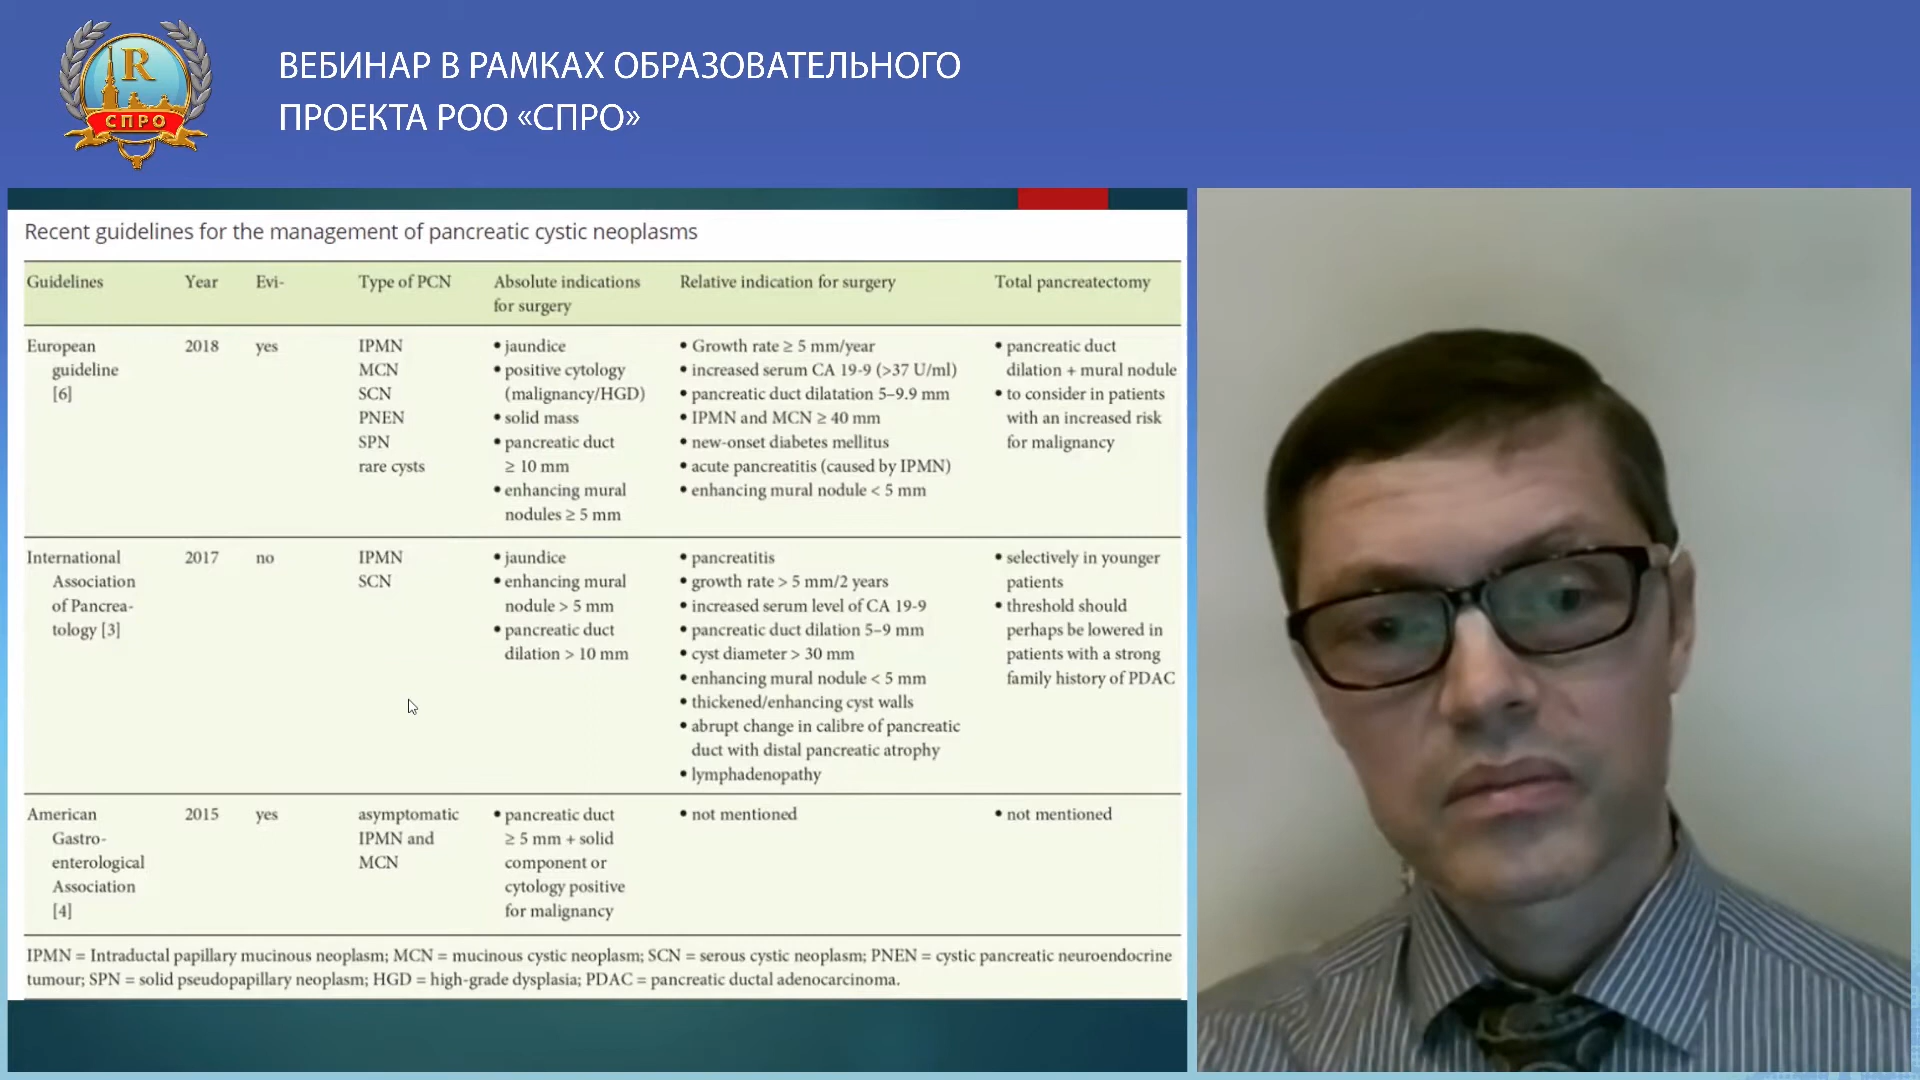 R
СПРО
ВЕБИНАР В РАМКАХ ОБРАЗОВАТЕЛЬНОГО
ПРОЕКТА РОО «СПРО»
Recent guidelines for the management of pancreatic cystic neoplasms
Guidelines Year Evi- Type of PCN Absolute indications for surgery Relative indication for surgery Total pancreatectomy
European guideline [6]
2018
yes
IPMN
MCN
SCN
PNEN
SPN
rare cysts
• jaundice
• positive cytology
(malignancy/HGD)
• solid mass
• pancreatic duct
≥ 10 mm
• enhancing mural
nodules ≥ 5 mm
• Growth rate ≥ 5 mm/year
• increased serum CA 19-9 (>37 U/ml)
• pancreatic duct dilatation 5–9.9 mm
• IPMN and MCN ≥ 40 mm
• new-onset diabetes mellitus
• acute pancreatitis (caused by IPMN)
• enhancing mural nodule < 5 mm
• pancreatic duct
dilation + mural nodule
• to consider in patients
with an increased risk
for malignancy
International
Association
of Pancrea-
tology [3]
2017
no
IPMN
SCN
• jaundice
• enhancing mural
nodule > 5 mm
• pancreatic duct
dilation > 10 mm
• pancreatitis
• growth rate > 5 mm/2 years
• increased serum level of CA 19-9
• pancreatic duct dilation 5–9 mm
• cyst diameter > 30 mm
• enhancing mural nodule < 5 mm
• thickened/enhancing cyst walls
• abrupt change in calibre of pancreatic
duct with distal pancreatic atrophy
• lymphadenopathy
• selectively in younger
patients
• threshold should
perhaps be lowered in
patients with a strong
family history of PDAC
American
Gastro-
enterological
Association
[4]
2015
yes
asymptomatic
IPMN and
MCN
• pancreatic duct
≥ 5 mm + solid
component or
cytology positive
for malignancy
• not mentioned
• not mentioned
IPMN = Intraductal papillary mucinous neoplasm; MCN = mucinous cystic neoplasm; SCN = serous cystic neoplasm; PNEN = cystic pancreatic neuroendocrine
tumour; SPN = solid pseudopapillary neoplasm; HGD = high-grade dysplasia; PDAC = pancreatic ductal adenocarcinoma.